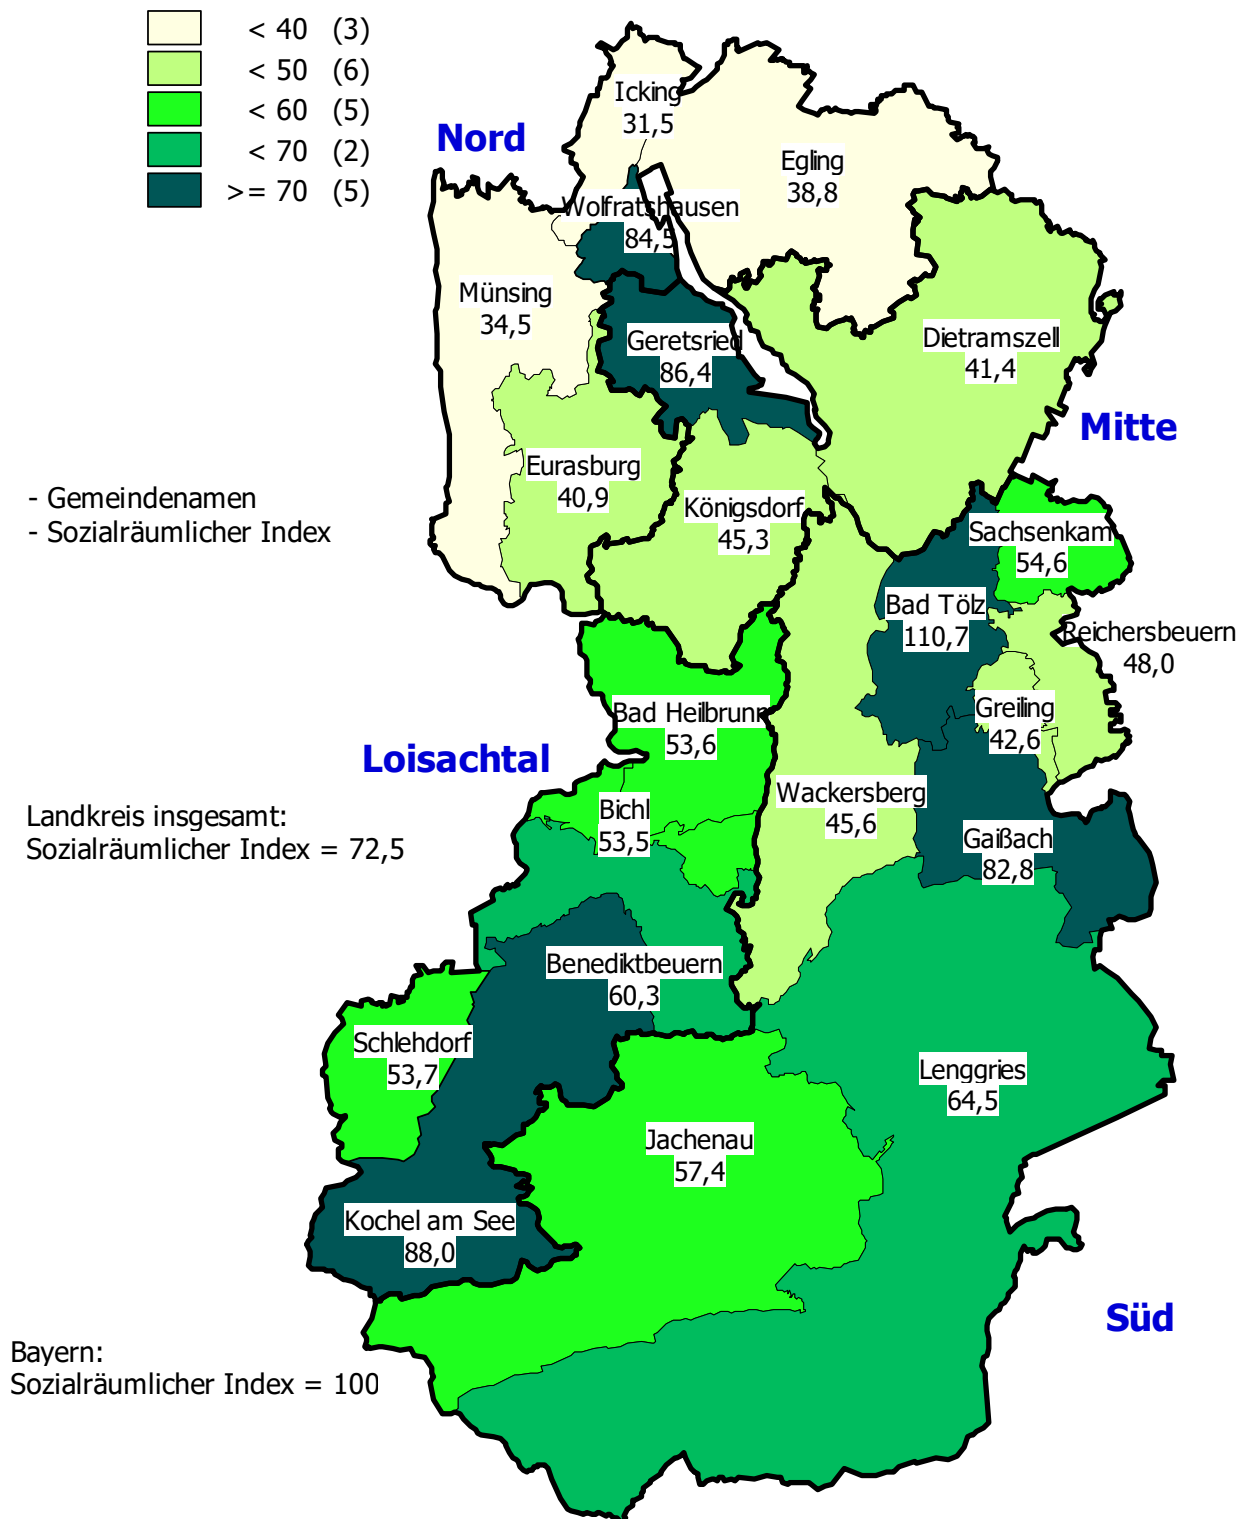 < 40 (3)
< 50 (6)
< 60 (5)
< 70 (2)
>= 70 (5)
Nord
Icking
31,5
Egling
38,8
Wolfratshausen
84,5
Münsing
34,5
Geretsried
86,4
Dietramszell
41,4
Mitte
Eurasburg
40,9
- Gemeindenamen
- Sozialräumlicher Index
Königsdorf
45,3
Sachsenkam
54,6
Bad Tölz
110,7
Reichersbeuern
48,0
Greiling
42,6
Bad Heilbrunn
53,6
Loisachtal
Wackersberg
45,6
Bichl
53,5
Landkreis insgesamt:
Sozialräumlicher Index = 72,5
Gaißach
82,8
Benediktbeuern
60,3
Schlehdorf
53,7
Lenggries
64,5
Jachenau
57,4
Kochel am See
88,0
Süd
Bayern:
Sozialräumlicher Index = 100